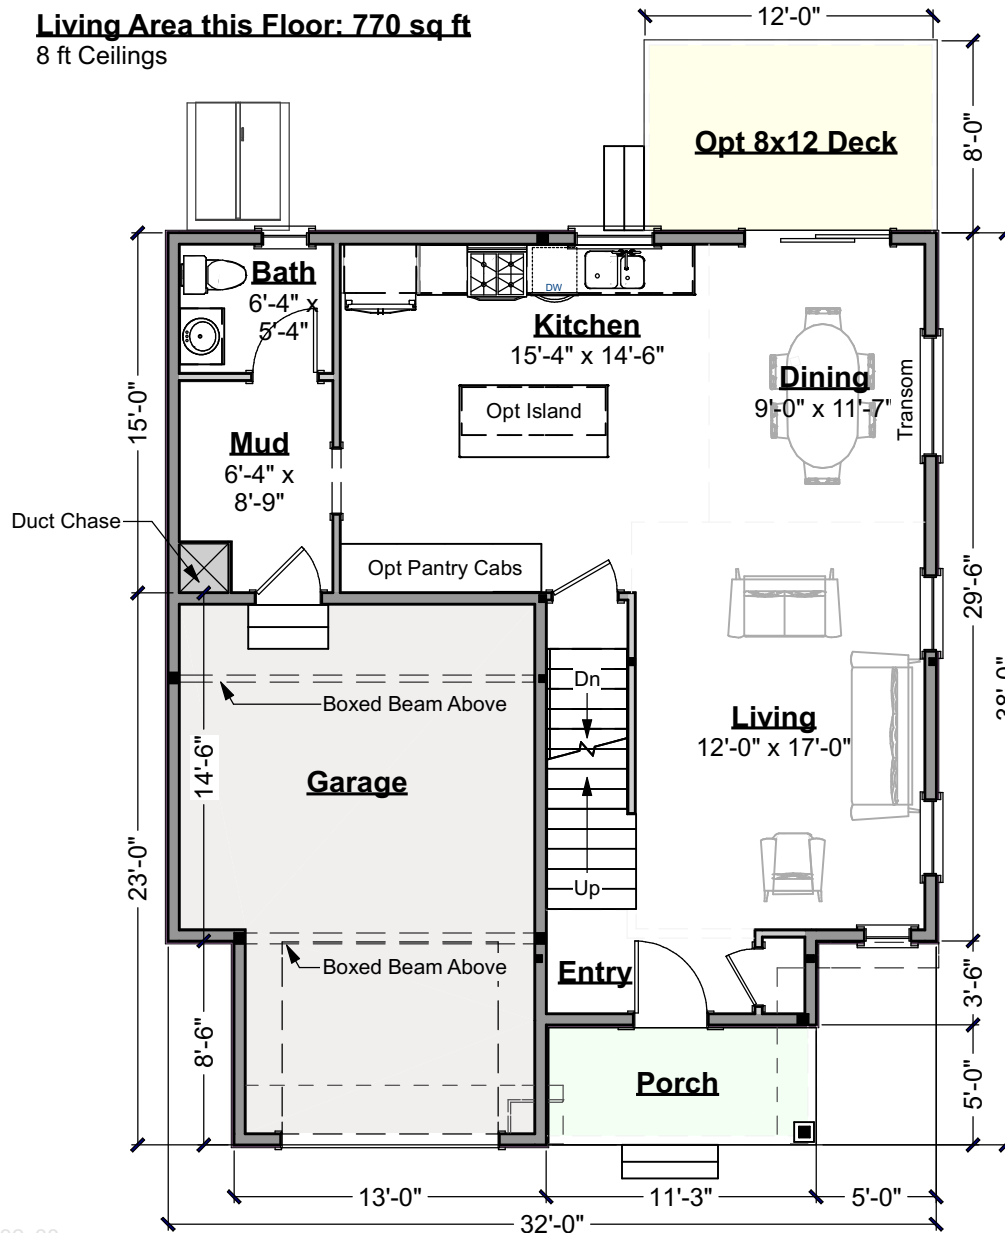 Living Area this Floor: 770 sq ft
8 ft Ceilings
12'-0"
Opt 8x12 Deck
8'-0"
Bath
6'-4" x
5'-4"
DW
Kitchen
15'-4" x 14'-6"
Opt Island
Dining
9'-0" x 11'-7"
Transom
15'-0"
Mud
6'-4" x
8'-9"
Duct Chase
Opt Pantry Cabs
29'-6"
38'-0"
Dn
Boxed Beam Above
Living
12'-0" x 17'-0"
14'-6"
Garage
23'-0"
Up
Boxed Beam Above
Entry
3'-6"
8'-6"
Porch
5'-0"
13'-0"
11'-3"
5'-0"
32'-0"